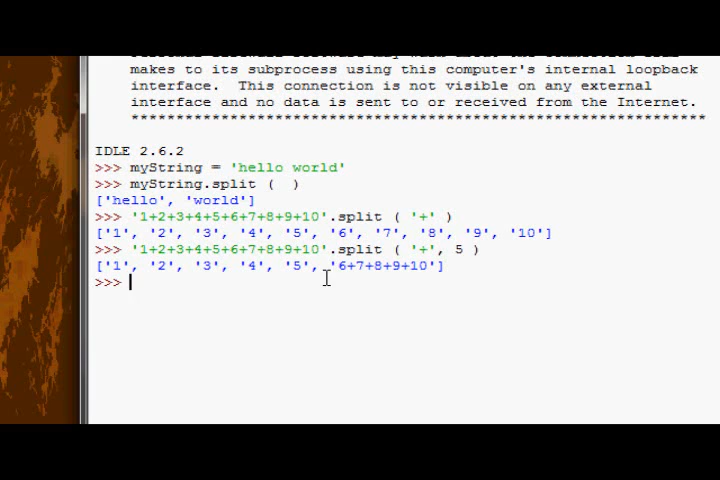 makes to its subprocess using this computer's internal loopback
interface.  This connection is not visible on any external
interface and no data is sent to or received from the Internet.
****************************************************************
IDLE 2.6.2
>>> myString = 'hello world'
>>> myString.split (  )
['hello', 'world']
>>> '1+2+3+4+5+6+7+8+9+10'.split ( '+' )
['1', '2', '3', '4', '5', '6', '7', '8', '9', '10']
>>> '1+2+3+4+5+6+7+8+9+10'.split ( '+', 5 )
['1', '2', '3', '4', '5', '6+7+8+9+10']
>>>